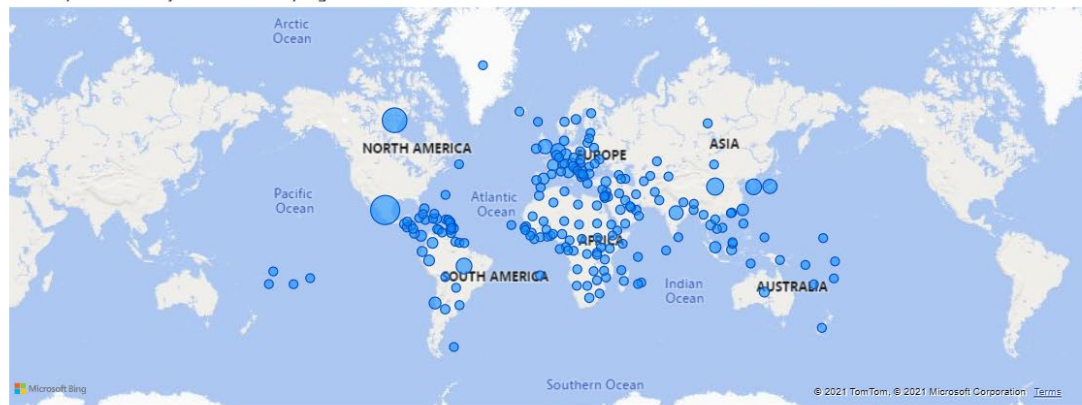 Arctic
Ocean
NORTH AMERICA
EUROPE
ASIA
Pacific
Ocean
Atlantic
Ocean
AFRICA
SOUTH AMERICA
Indian
Ocean
AUSTRALIA
Southern Ocean
Microsoft Bing
© 2021 TomTom, © 2021 Microsoft Corporation Terms